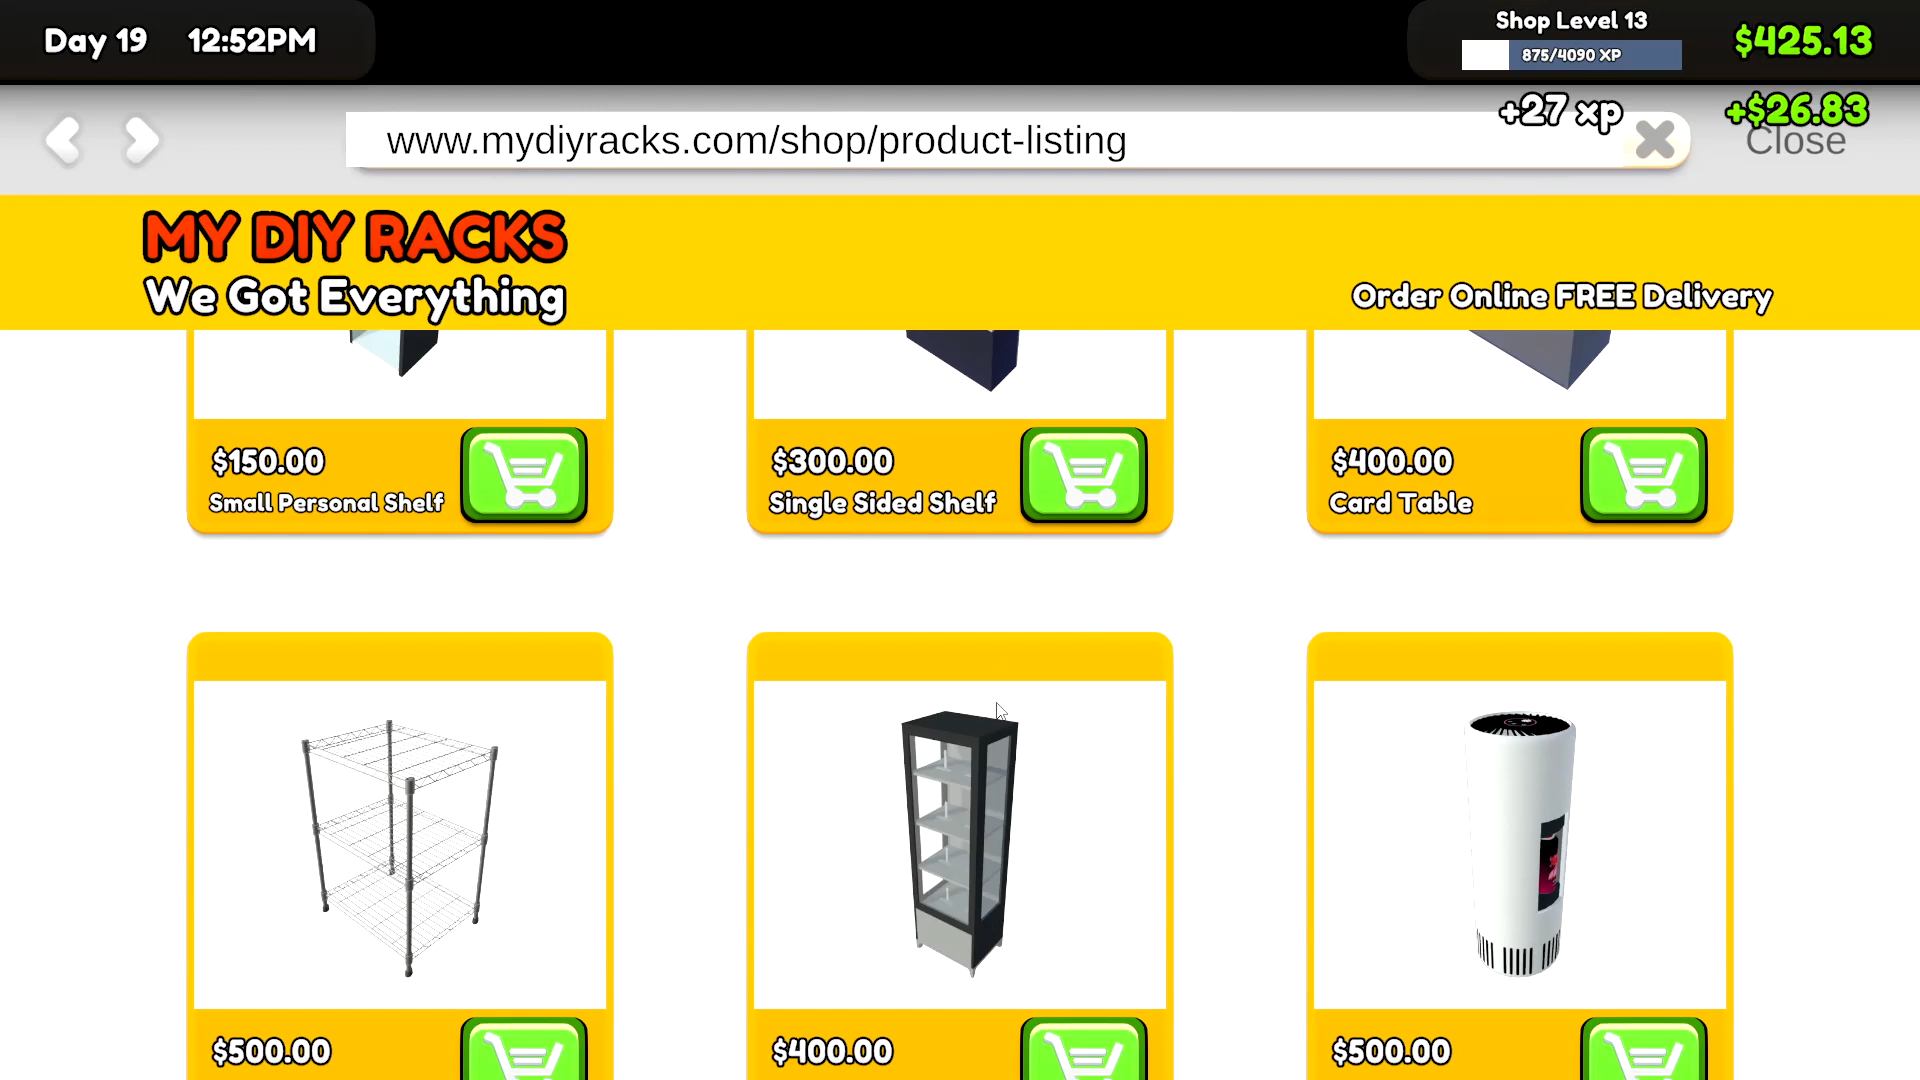 Day 19 12:52PM
Shop Level 13
875/4090 XP
$425.13
+27 xp
+$26.83
www.mydiyracks.com/shop/product-listing
Close
MY DIY RACKS
We Got Everything
Order Online FREE Delivery
$150.00
Small Personal Shelf
$300.00
Single Sided Shelf
$400.00
Card Table
$500.00
$400.00
$500.00